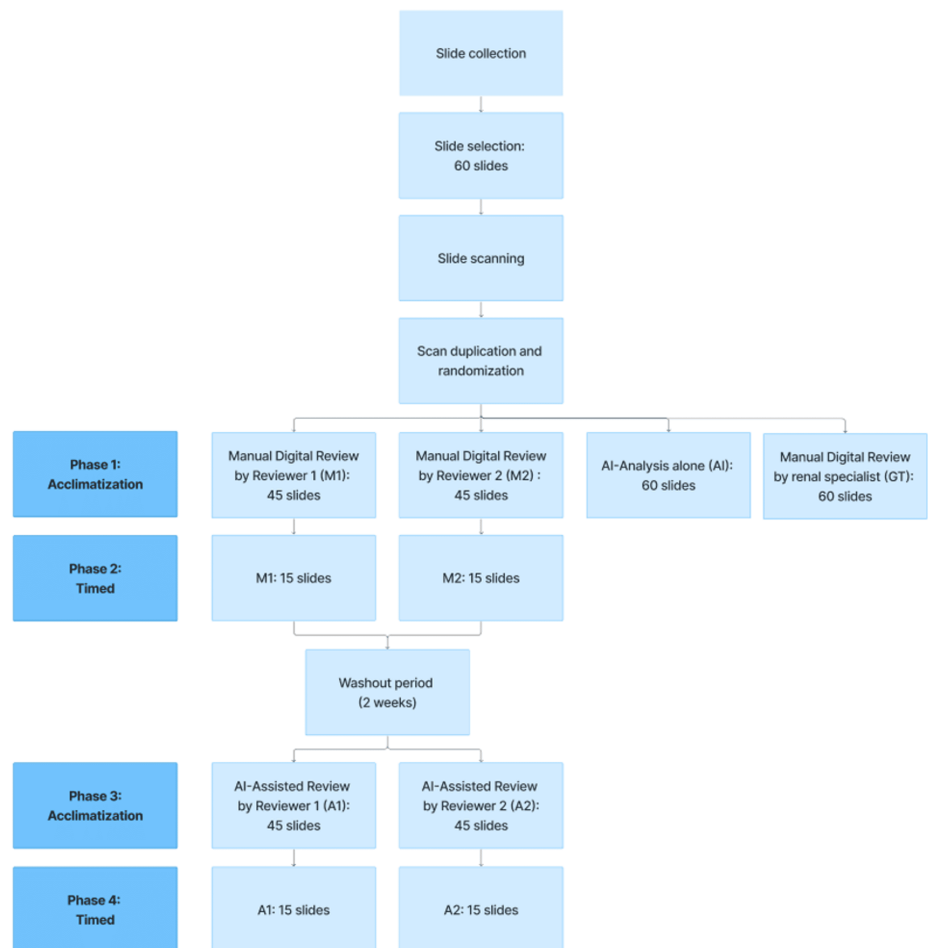 Slide collection
Slide selection:
60 slides
Slide scanning
Scan duplication and
randomization
Phase 1:
Acclimatization
Manual Digital Review
by Reviewer 1 (M1):
45 slides
Manual Digital Review
by Reviewer 2 (M2) :
45 slides
AI-Analysis alone (AI):
60 slides
Manual Digital Review
by renal specialist (GT):
60 slides
Phase 2:
Timed
M1: 15 slides
M2: 15 slides
Washout period
(2 weeks)
Phase 3:
Acclimatization
AI-Assisted Review
by Reviewer 1 (A1):
45 slides
AI-Assisted Review
by Reviewer 2 (A2):
45 slides
Phase 4:
Timed
A1: 15 slides
A2: 15 slides